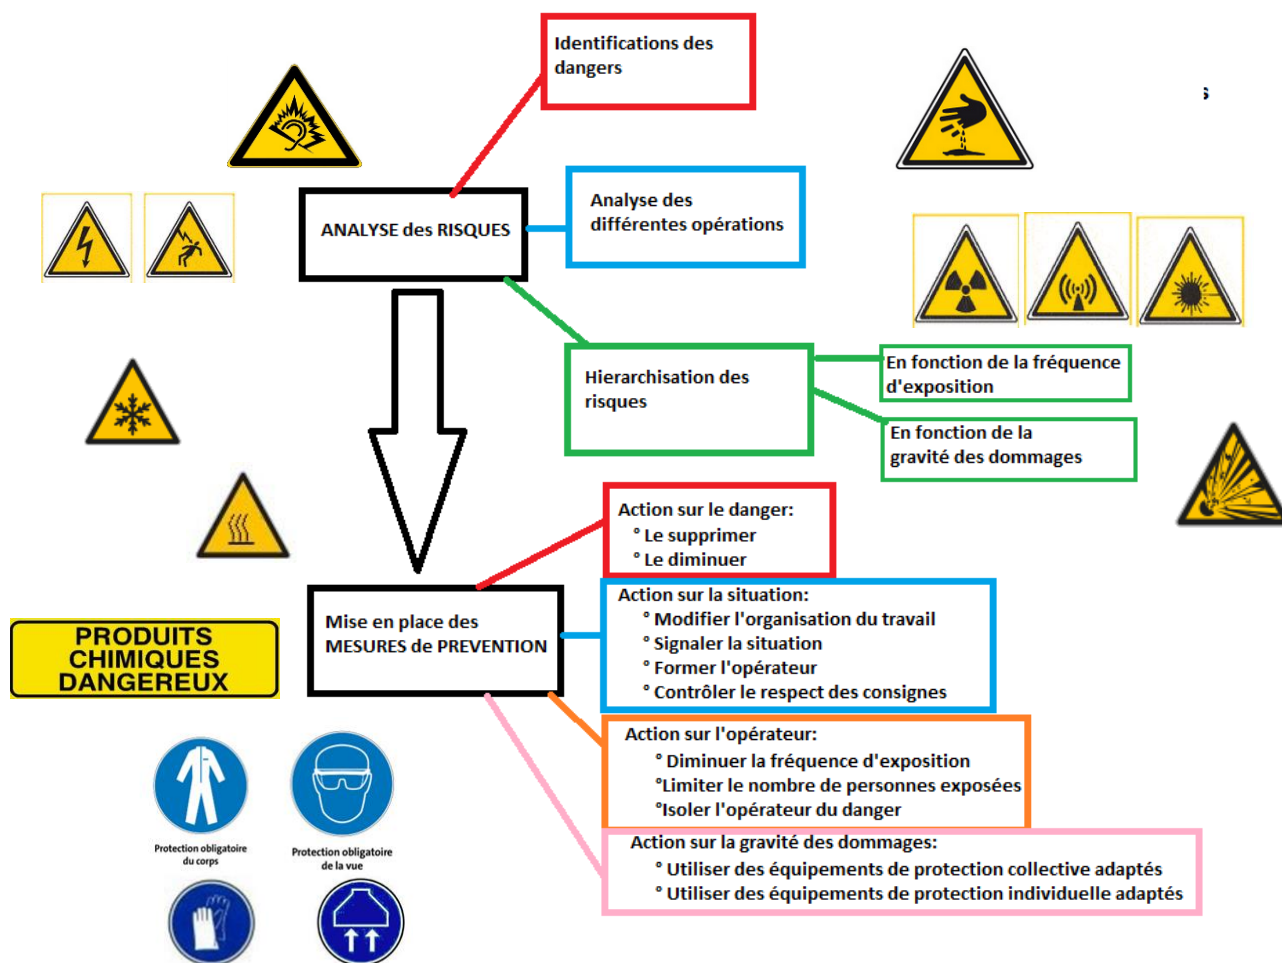 Identifications des
dangers
s
ANALYSE des RISQUES
Analyse des
différentes opérations
Hierarchisation des
risques
En fonction de la fréquence
d'exposition
En fonction de la
gravité des dommages
Mise en place des
MESURES de PREVENTION
Action sur le danger:
° Le supprimer
° Le diminuer
Action sur la situation:
° Modifier l'organisation du travail
° Signaler la situation
° Former l'opérateur
° Contrôler le respect des consignes
Action sur l'opérateur:
° Diminuer la fréquence d'exposition
°Limiter le nombre de personnes exposées
°Isoler l'opérateur du danger
Action sur la gravité des dommages:
° Utiliser des équipements de protection collective adaptés
° Utiliser des équipements de protection individuelle adaptés
PRODUITS
CHIMIQUES
DANGEREUX
Protection obligatoire
du corps
Protection obligatoire
de la vue